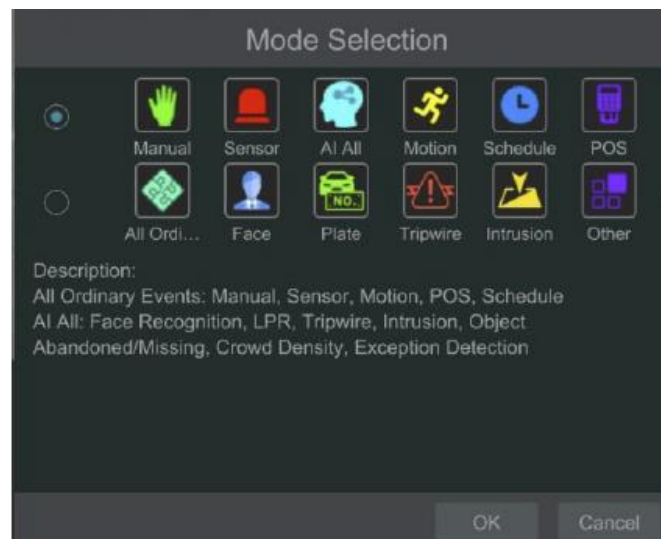 Mode Selection
Manual Sensor AI All Motion Schedule POS
NO.
All Ordi... Face Plate Tripwire Intrusion Other
Description:
All Ordinary Events: Manual, Sensor, Motion, POS, Schedule
AI All: Face Recognition, LPR, Tripwire, Intrusion, Object
Abandoned/Missing, Crowd Density, Exception Detection
OK Cancel